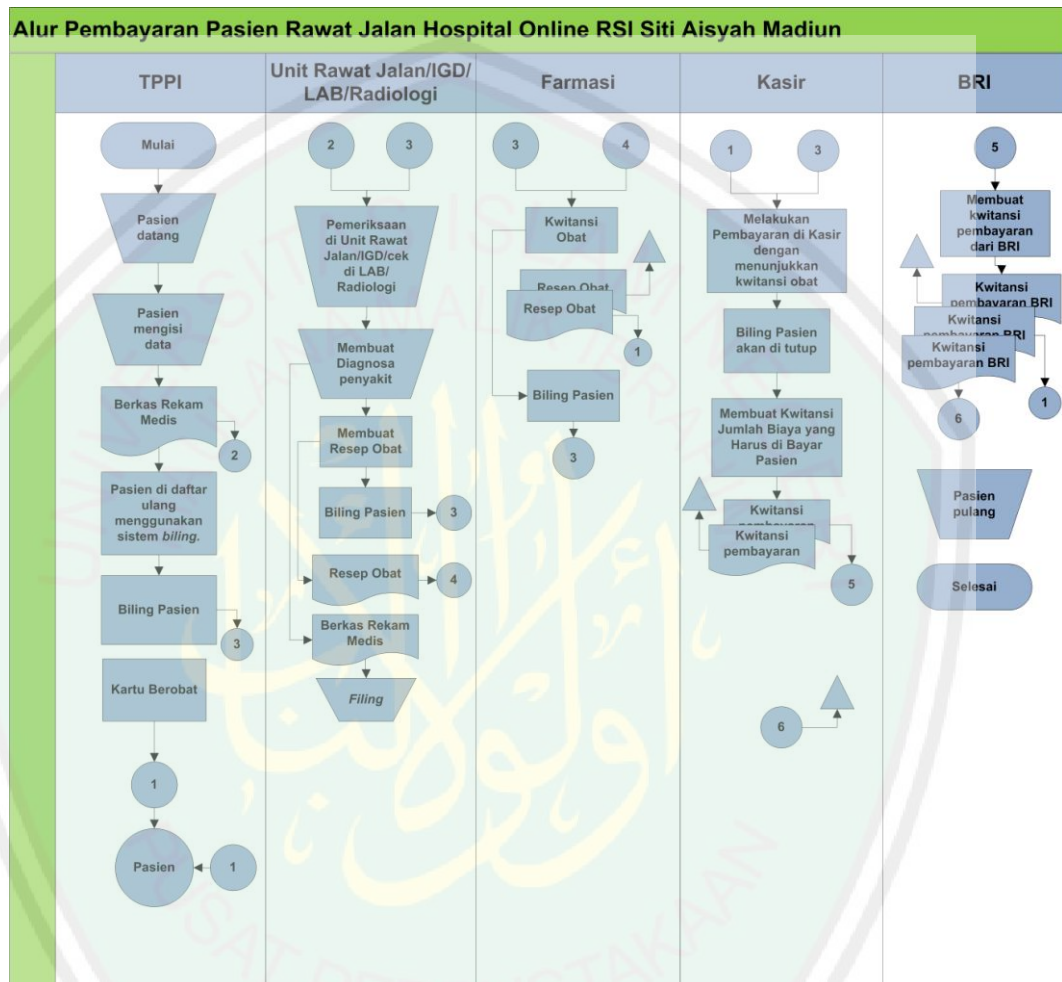 Alur Pembayaran Pasien Rawat Jalan Hospital Online RSI Siti Aisyah Madiun
TPPI
Unit Rawat Jalan/IGD/
LAB/Radiologi
Farmasi
Kasir
BRI
Mulai
Pasien
datang
Pasien
mengisi
data
Berkas Rekam
Medis
2
Pasien di daftar
ulang
menggunakan
sistem biling.
Biling Pasien
3
Kartu Berobat
1
Pasien
1
2
3
Pemeriksaan
di Unit Rawat
Jalan/IGD/cek
di LAB/
Radiologi
Membuat
Diagnosa
penyakit
Membuat
Resep Obat
Biling Pasien
3
Resep Obat
4
Berkas Rekam
Medis
Filing
3
4
Kwitansi
Obat
Resep Obat
Resep Obat
1
Biling Pasien
3
1
3
Melakukan
Pembayaran di Kasir
dengan
menunjukkan
kwitansi obat
Biling Pasien
akan di tutup
Membuat Kwitansi
Jumlah Biaya yang
Harus di Bayar
Pasien
Kwitansi
pembayaran
Kwitansi
pembayaran
5
6
5
Membuat
kwitansi
pembayaran
dari BRI
Kwitansi
pembayaran BRI
Kwitansi
pembayaran BRI
Kwitansi
pembayaran BRI
6
1
Pasien
pulang
Selesai